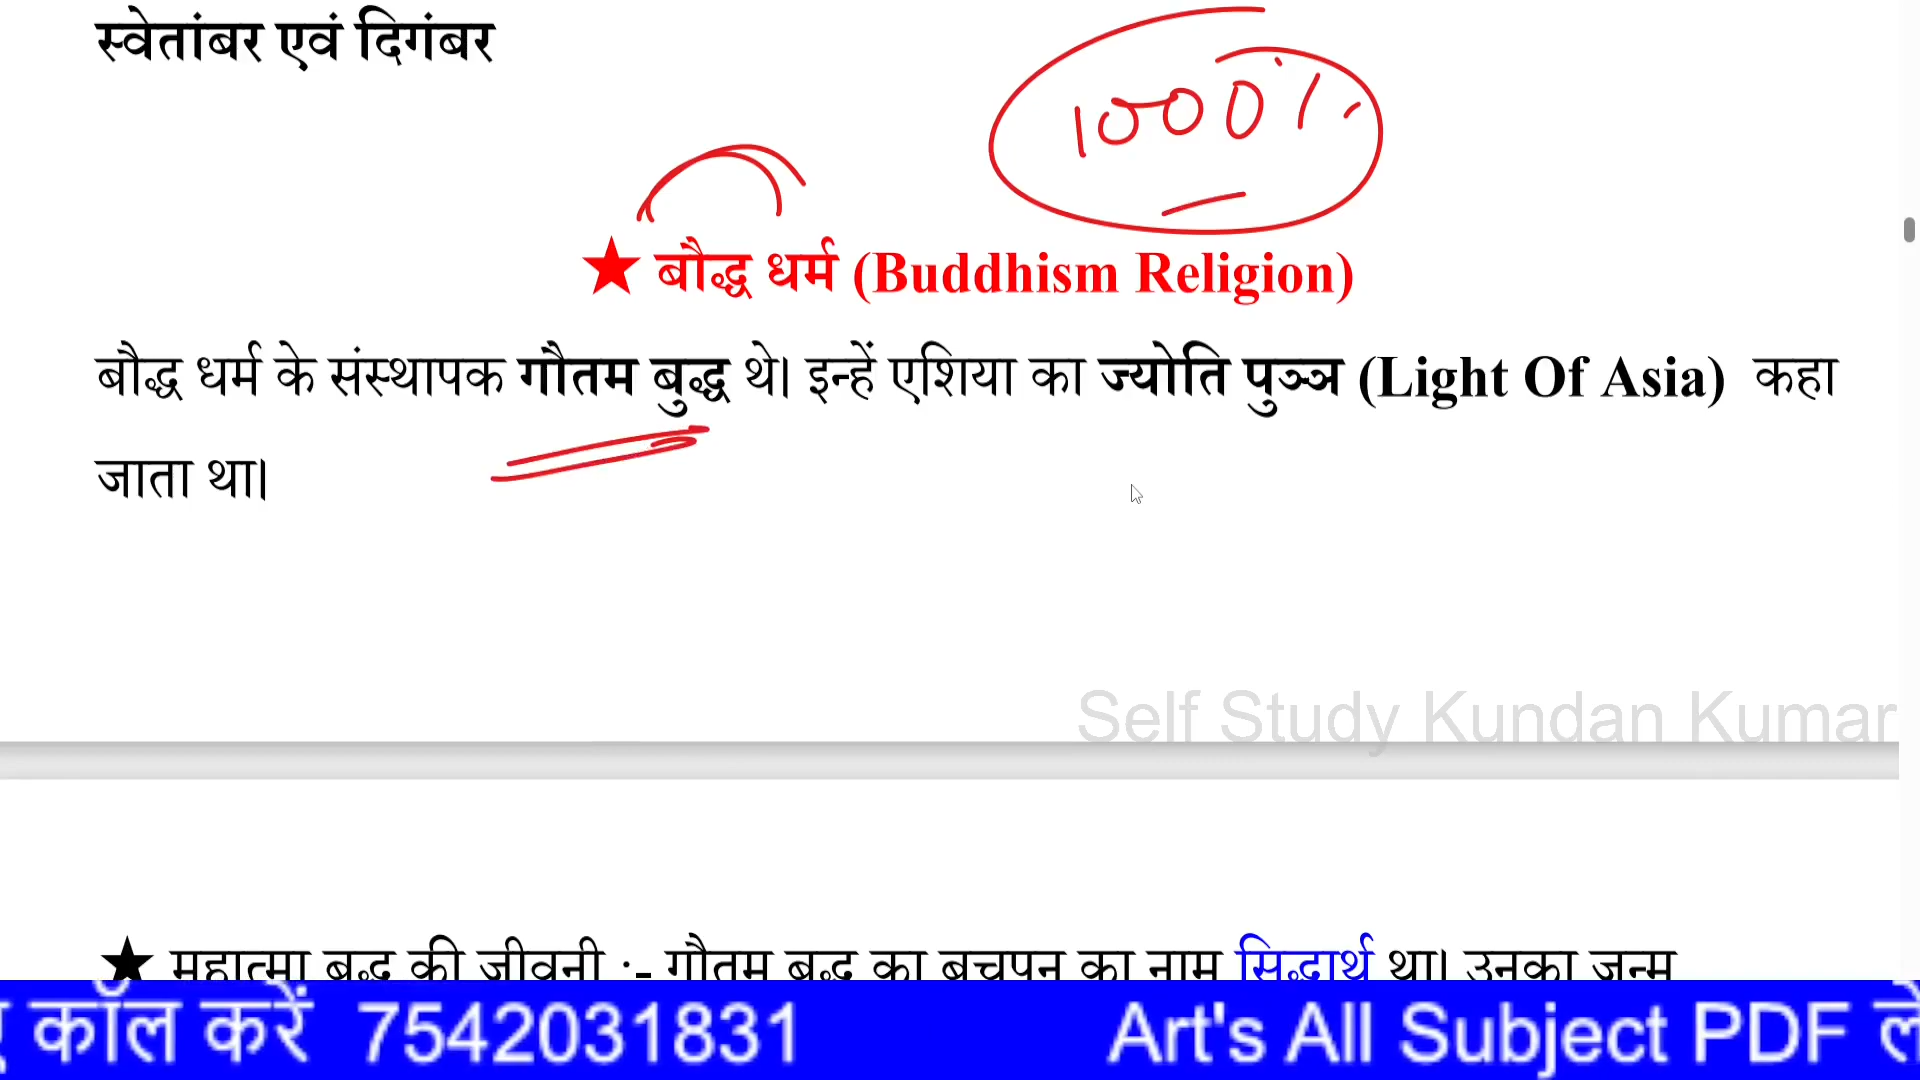 स्वेतांबर एवं दिगंबर
1000%
★ बौद्ध धर्म (Buddhism Religion)
बौद्ध धर्म के संस्थापक गौतम बुद्ध थे। इन्हें एशिया का ज्योति पुञ्ज (Light Of Asia) कहा
जाता था।
Self Study Kundan Kumar
★ महात्मा बुद्ध की जीवनी :- गौतम बुद्ध का बचपन का नाम सिद्धार्थ था। उनका जन्म
कॉल करें 7542031831 Art's All Subject PDF